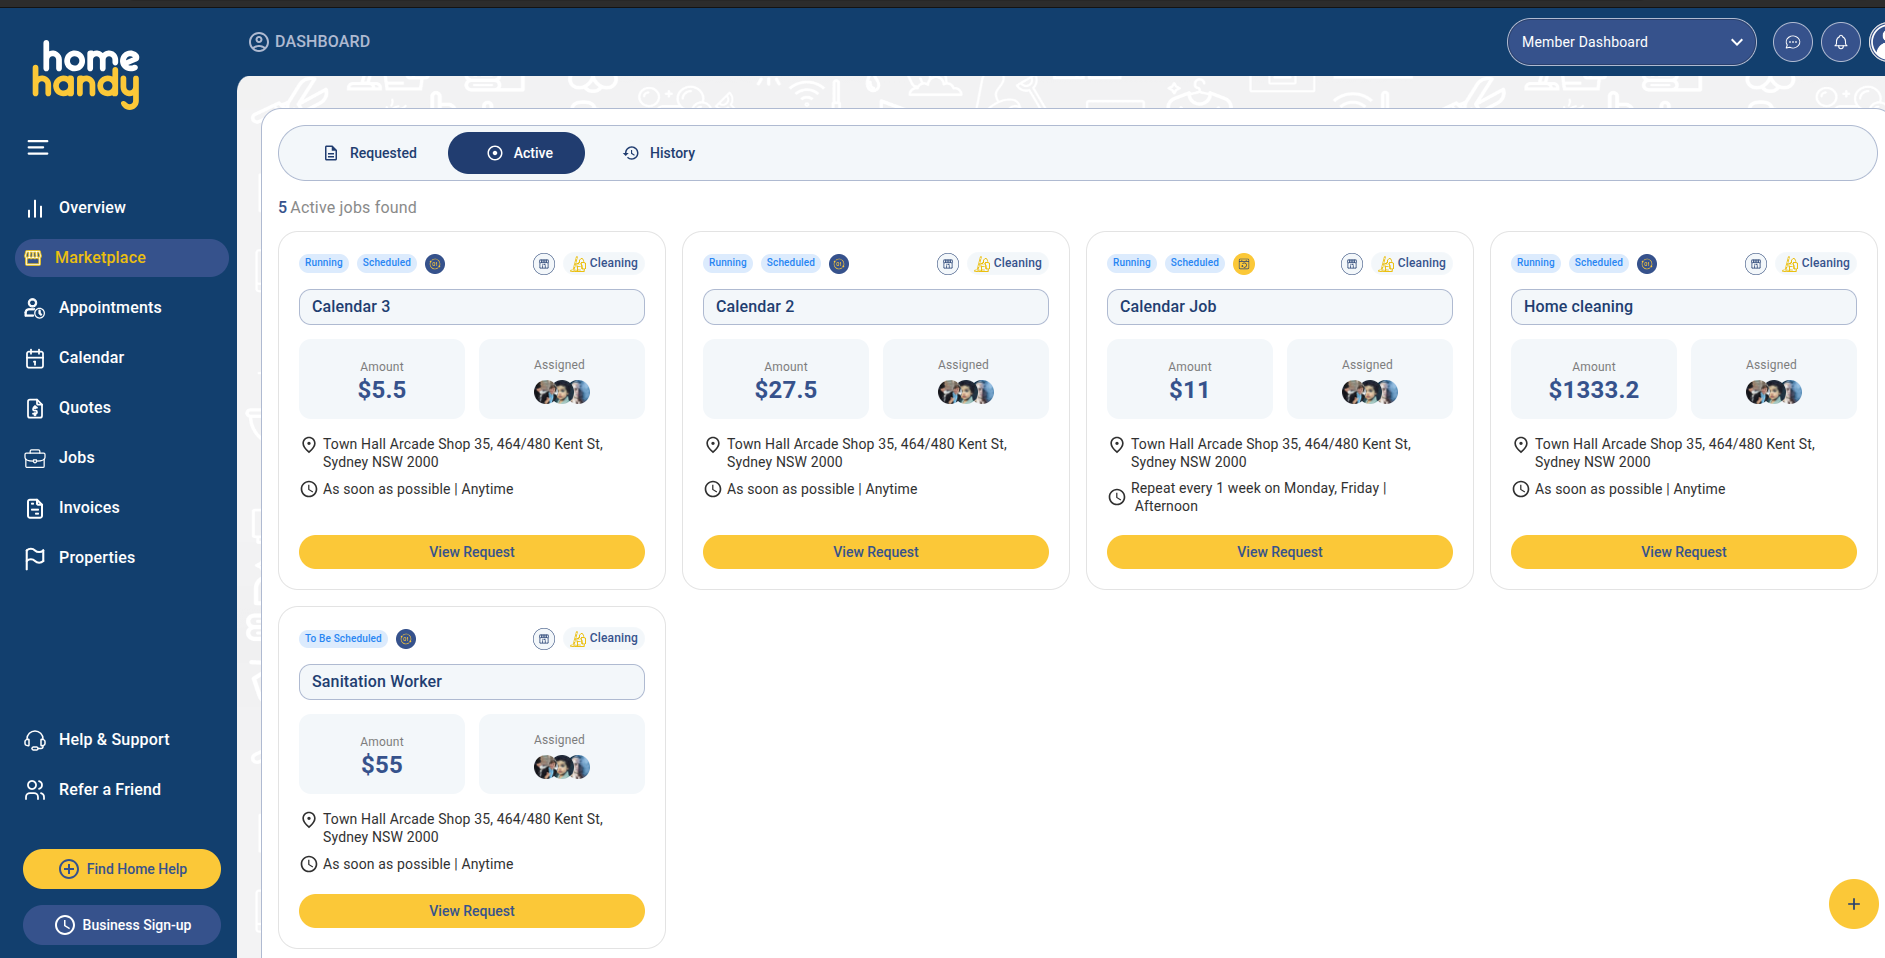 home
handy
DASHBOARD
Member Dashboard
Overview
Marketplace
Appointments
Calendar
Quotes
Jobs
Invoices
Properties
Help & Support
Refer a Friend
Find Home Help
Business Sign-up
Requested
Active
History
5 Active jobs found
Running Scheduled Cleaning
Calendar 3
Amount
$5.5
Assigned
Town Hall Arcade Shop 35, 464/480 Kent St,
Sydney NSW 2000
As soon as possible | Anytime
View Request
Running Scheduled Cleaning
Calendar 2
Amount
$27.5
Assigned
Town Hall Arcade Shop 35, 464/480 Kent St,
Sydney NSW 2000
As soon as possible | Anytime
View Request
Running Scheduled Cleaning
Calendar Job
Amount
$11
Assigned
Town Hall Arcade Shop 35, 464/480 Kent St,
Sydney NSW 2000
Repeat every 1 week on Monday, Friday |
Afternoon
View Request
Running Scheduled Cleaning
Home cleaning
Amount
$1333.2
Assigned
Town Hall Arcade Shop 35, 464/480 Kent St,
Sydney NSW 2000
As soon as possible | Anytime
View Request
To Be Scheduled Cleaning
Sanitation Worker
Amount
$55
Assigned
Town Hall Arcade Shop 35, 464/480 Kent St,
Sydney NSW 2000
As soon as possible | Anytime
View Request